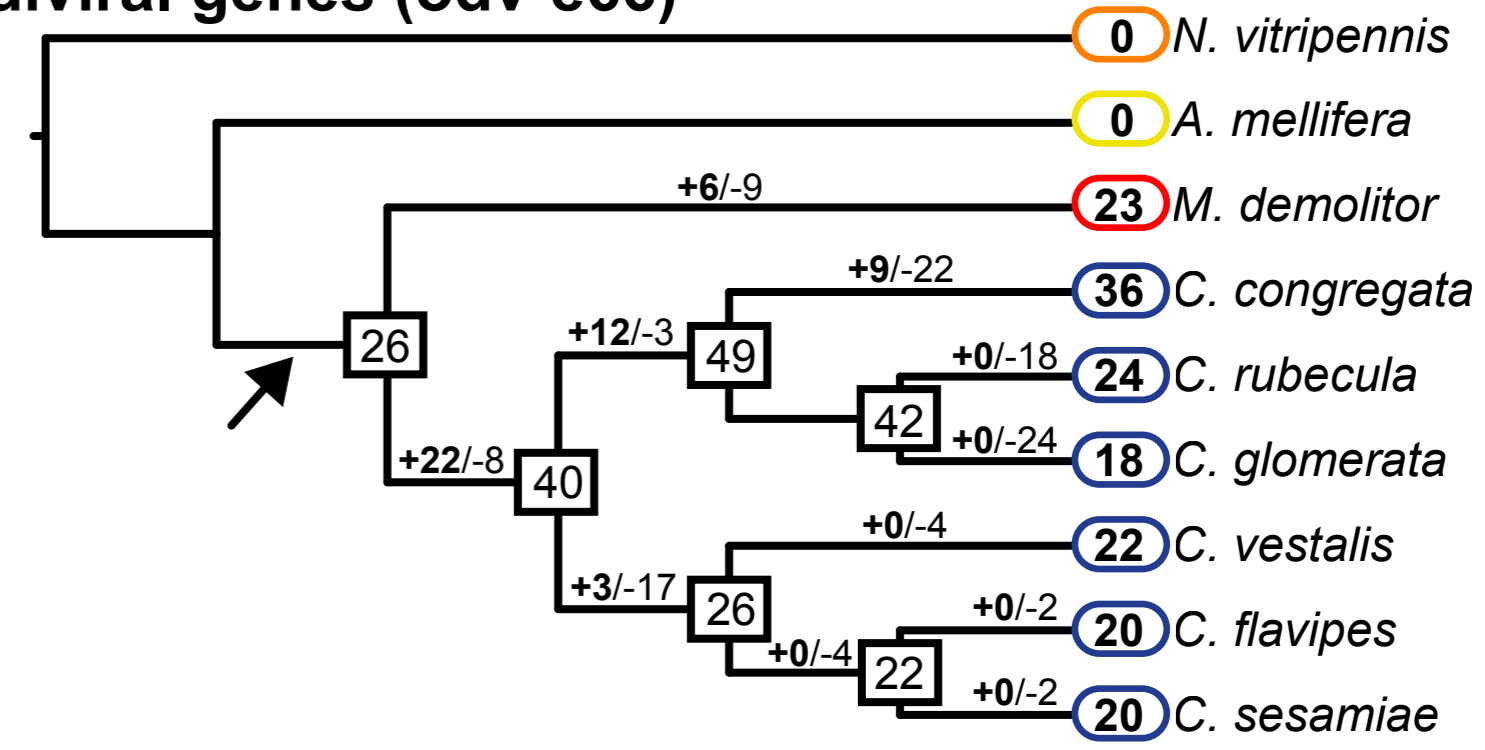 genes
0 N. vitripennis
0 A. mellifera
+6/-9
23 M. demolitor
+9/-22
36 C. congregata
+12/-3
49
26
+0/-18
24 C. rubecula
42
+0/-24
18 C. glomerata
+22/-8
40
+0/-4
22 C. vestalis
+3/-17
26
+0/-2
20 C. flavipes
+0/-4
22
+0/-2
20 C. sesamiae